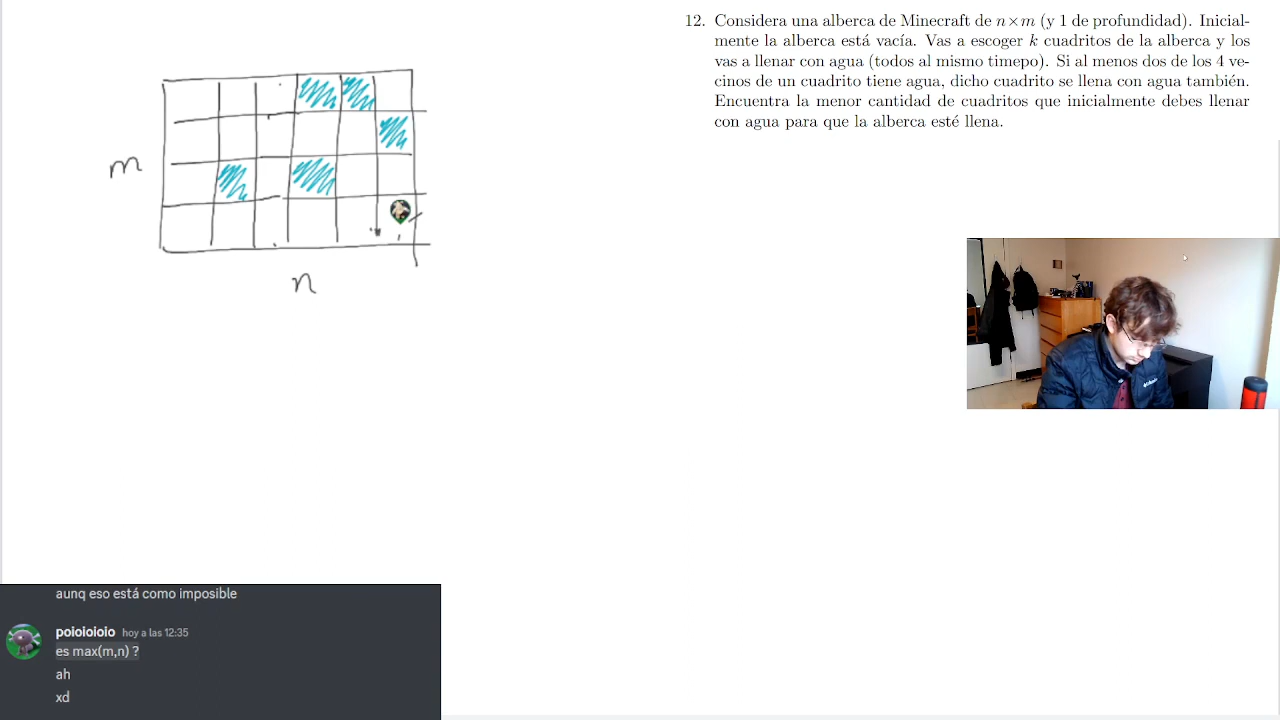 12. Considera una alberca de Minecraft de n×m (y 1 de profundidad). Inicial-
mente la alberca está vacía. Vas a escoger k cuadritos de la alberca y los
vas a llenar con agua (todos al mismo timepo). Si al menos dos de los 4 ve-
cinos de un cuadrito tiene agua, dicho cuadrito se llena con agua también.
Encuentra la menor cantidad de cuadritos que inicialmente debes llenar
con agua para que la alberca esté llena.
m
n
aunq eso está como imposible
poioioioio hoy a las 12:35
es max(m,n) ?
ah
xd